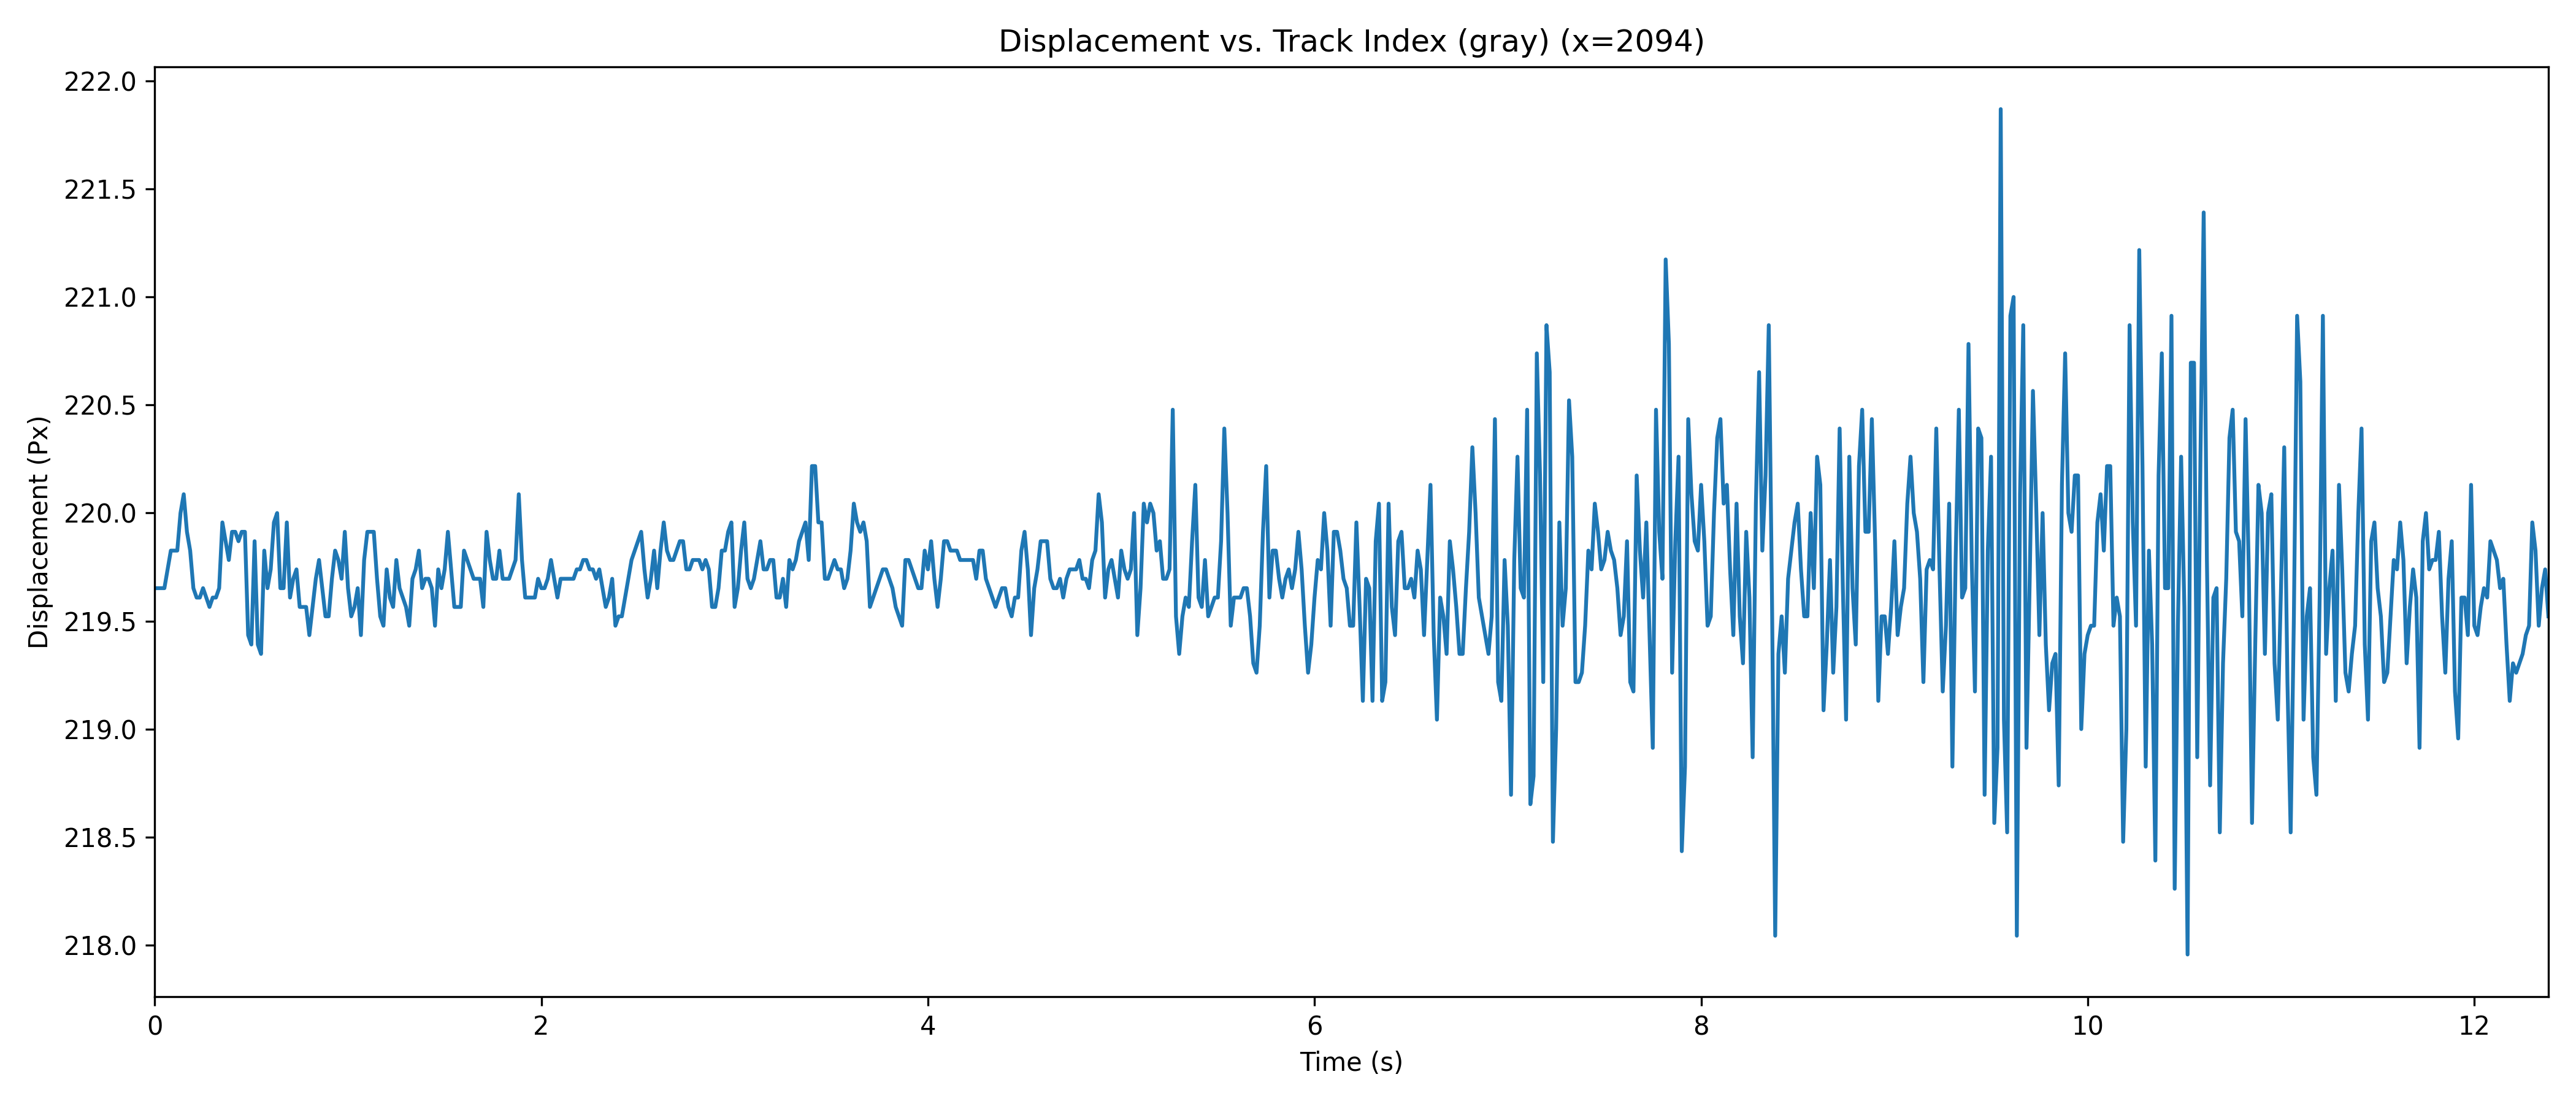 Displacement vs. Track Index (gray) (x=2094)
222.0
221.5
221.0
220.5
220.0
219.5
219.0
218.5
218.0
Displacement (Px)
0 2 4 6 8 10 12
Time (s)